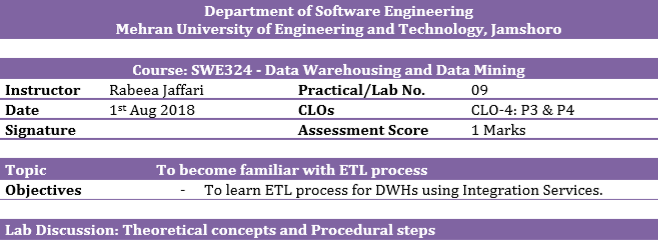 Department of Software Engineering
Mehran University of Engineering and Technology, Jamshoro
Course: SWE324 - Data Warehousing and Data Mining
Instructor Rabeea Jaffari Practical/Lab No. 09
Date 1st Aug 2018 CLOs CLO-4: P3 & P4
Signature Assessment Score 1 Marks
Topic To become familiar with ETL process
Objectives - To learn ETL process for DWHs using Integration Services.
Lab Discussion: Theoretical concepts and Procedural steps